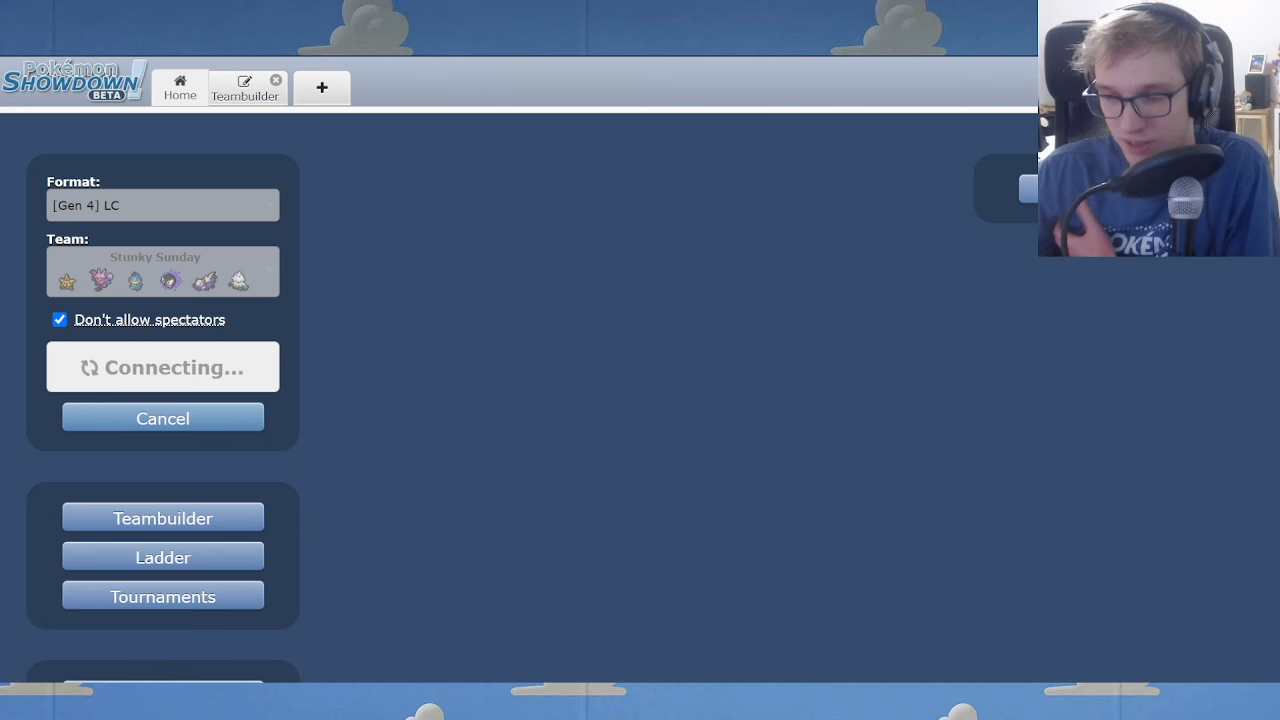 Pokémon
SHOWDOWN!
BETA
Home
Teambuilder
+
Format:
[Gen 4] LC
Team:
Stunky Sunday
Don't allow spectators
Connecting...
Cancel
Teambuilder
Ladder
Tournaments
POKÉM